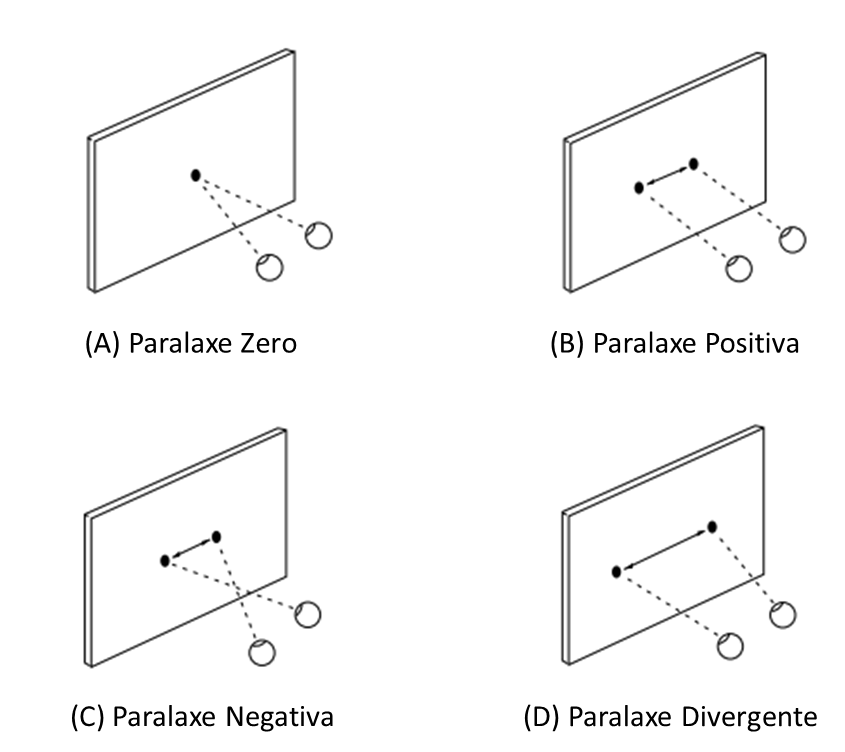 (A) Paralaxe Zero
(B) Paralaxe Positiva
(C) Paralaxe Negativa
(D) Paralaxe Divergente